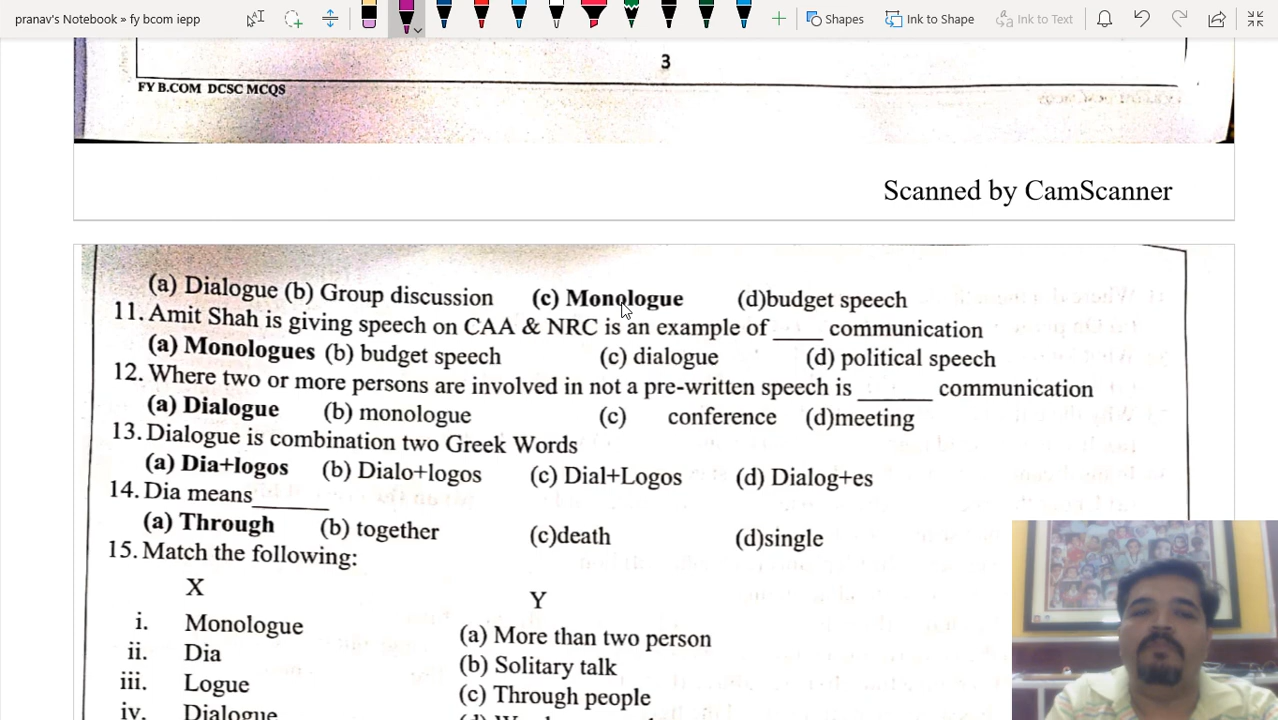 pranav's Notebook » fy bcom iepp
Shapes
Ink to Shape
Ink to Text
3
FY B.COM DCSC MCQS
Scanned by CamScanner
(a) Dialogue (b) Group discussion (c) Monologue (d)budget speech
11. Amit Shah is giving speech on CAA & NRC is an example of ____ communication
(a) Monologues (b) budget speech (c) dialogue (d) political speech
12. Where two or more persons are involved in not a pre-written speech is ______ communication
(a) Dialogue (b) monologue (c) conference (d)meeting
13. Dialogue is combination two Greek Words
(a) Dia+logos (b) Dialo+logos (c) Dial+Logos (d) Dialog+es
14. Dia means______
(a) Through (b) together (c)death (d)single
15. Match the following:
X Y
i. Monologue (a) More than two person
ii. Dia (b) Solitary talk
iii. Logue (c) Through people
iv. Dialogue